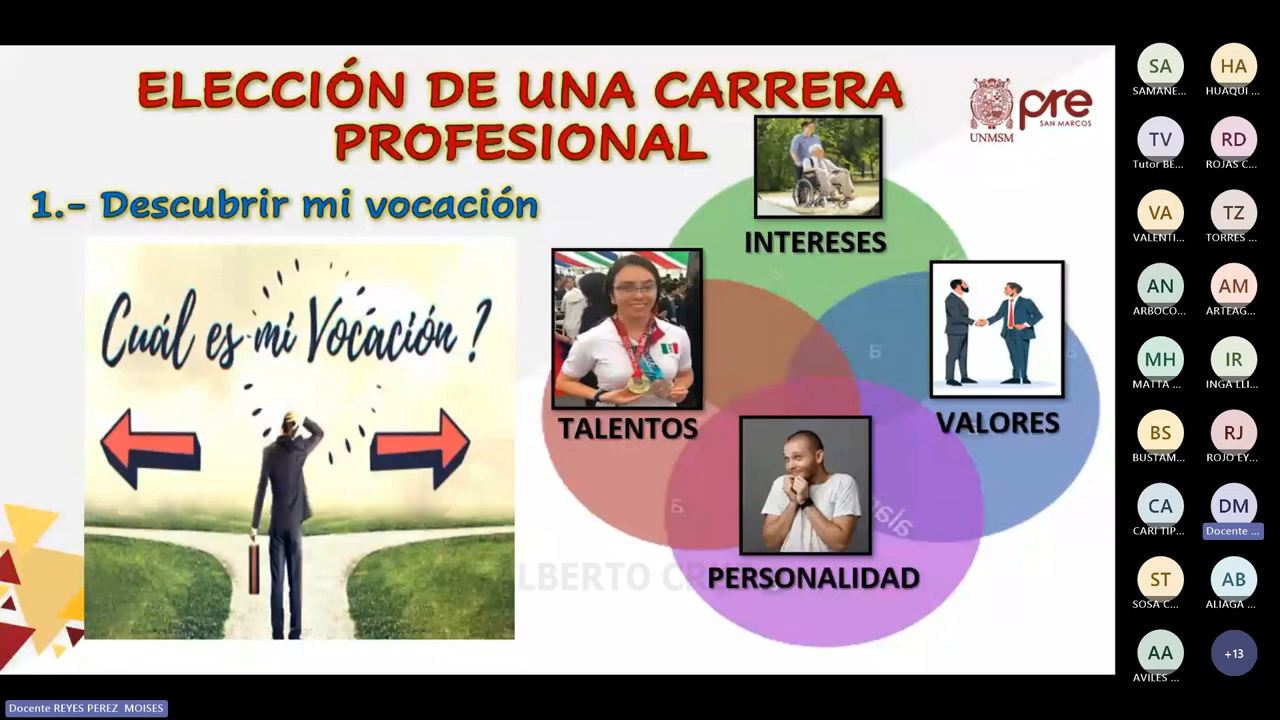 ELECCIÓN DE UNA CARRERA
PROFESIONAL
UNMSM
pre
SAN MARCOS
1.- Descubrir mi vocación
Cuál es mi Vocación ?
INTERESES
TALENTOS
VALORES
PERSONALIDAD
LBERTO
SA
SAMANE...
HA
HUAQUI ...
TV
Tutor BE...
RD
ROJAS C...
VA
VALENTI...
TZ
TORRES ...
AN
ARBOCO...
AM
ARTEAG...
MH
MATTA ...
IR
INGA LLI...
BS
BUSTAM...
RJ
ROJO EY...
CA
CARI TIP...
DM
Docente ...
ST
SOSA C...
AB
ALIAGA ...
AA
AVILES ...
+13
Docente REYES PEREZ MOISES